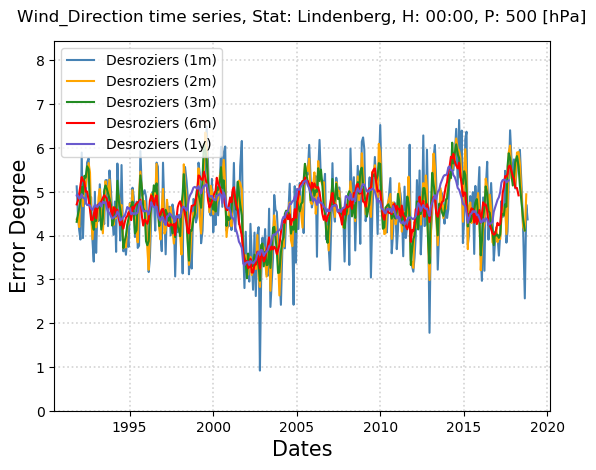 Wind_Direction time series, Stat: Lindenberg, H: 00:00, P: 500 [hPa]
Desroziers (1m)
Desroziers (2m)
Desroziers (3m)
Desroziers (6m)
Desroziers (1y)
Error Degree
8
7
6
5
4
3
2
1
0
1995 2000 2005 2010 2015 2020
Dates